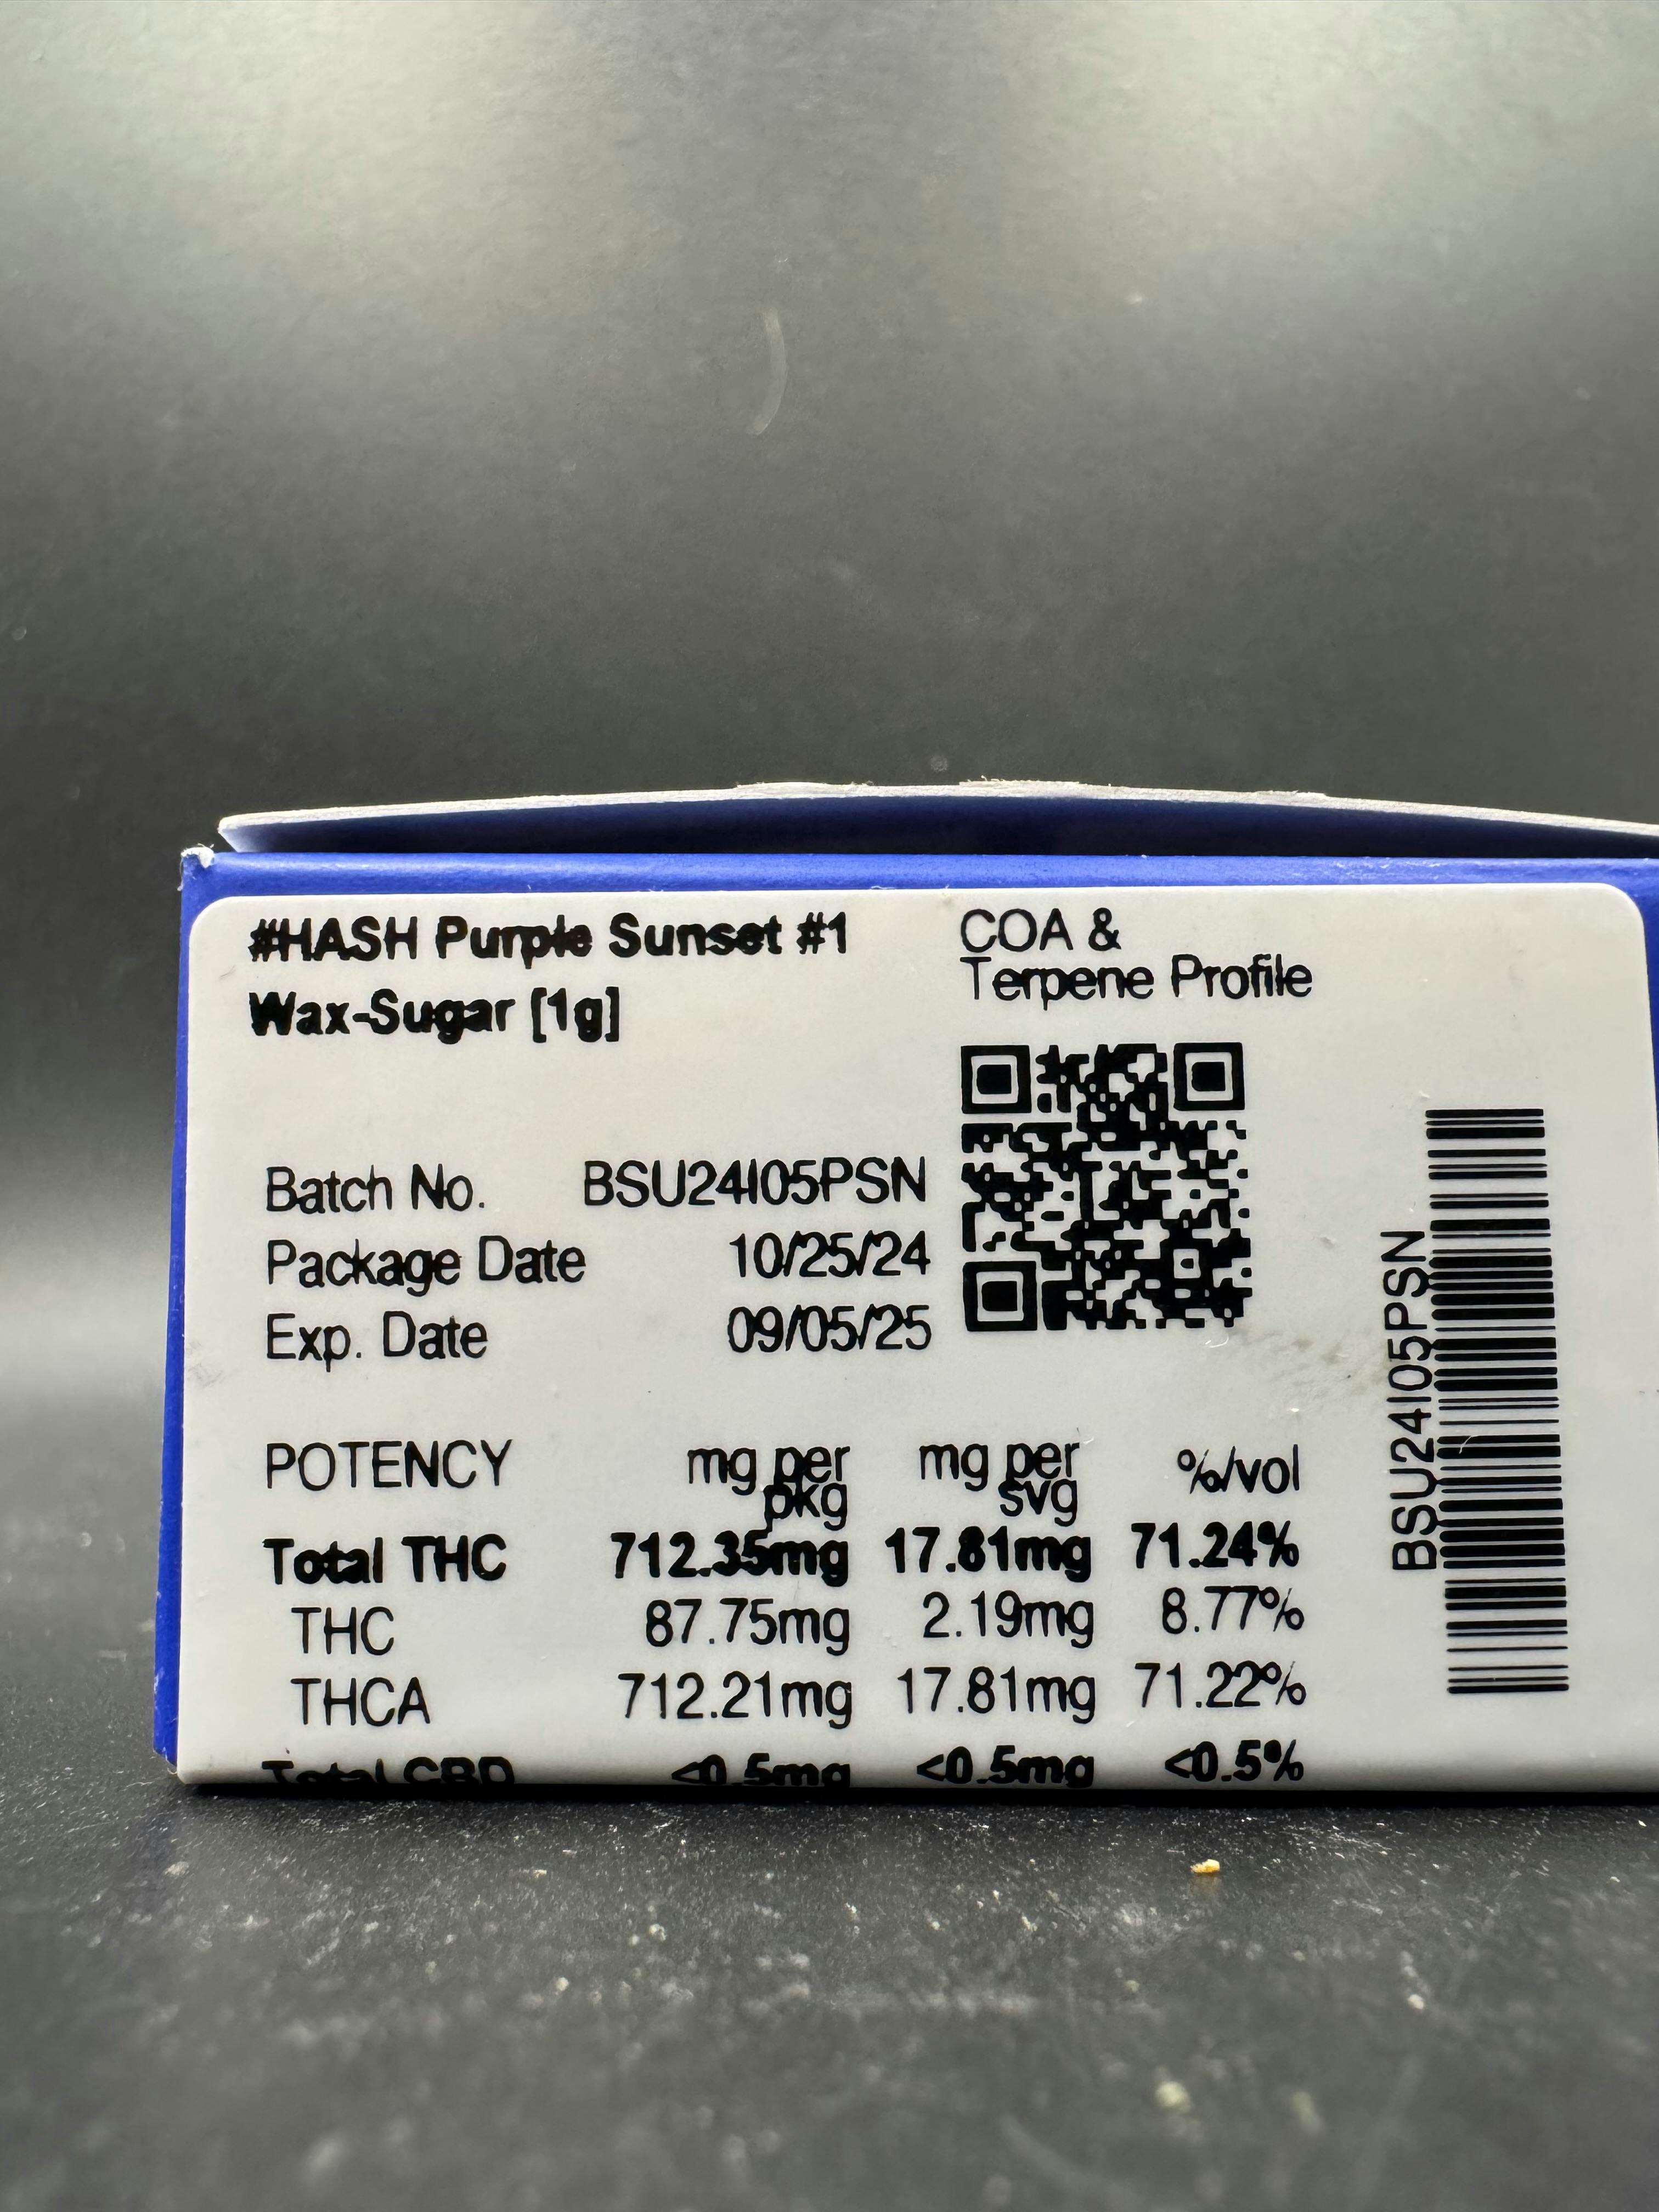 #HASH Purple Sunset #1
Wax-Sugar [1g]
COA &
Terpene Profile
Batch No. BSU24I05PSN
Package Date 10/25/24
Exp. Date 09/05/25
POTENCY mg per pkg mg per svg %/vol
Total THC 712.35mg 17.81mg 71.24%
THC 87.75mg 2.19mg 8.77%
THCA 712.21mg 17.81mg 71.22%
Total CBD <0.5mg <0.5mg <0.5%
BSU24I05PSN